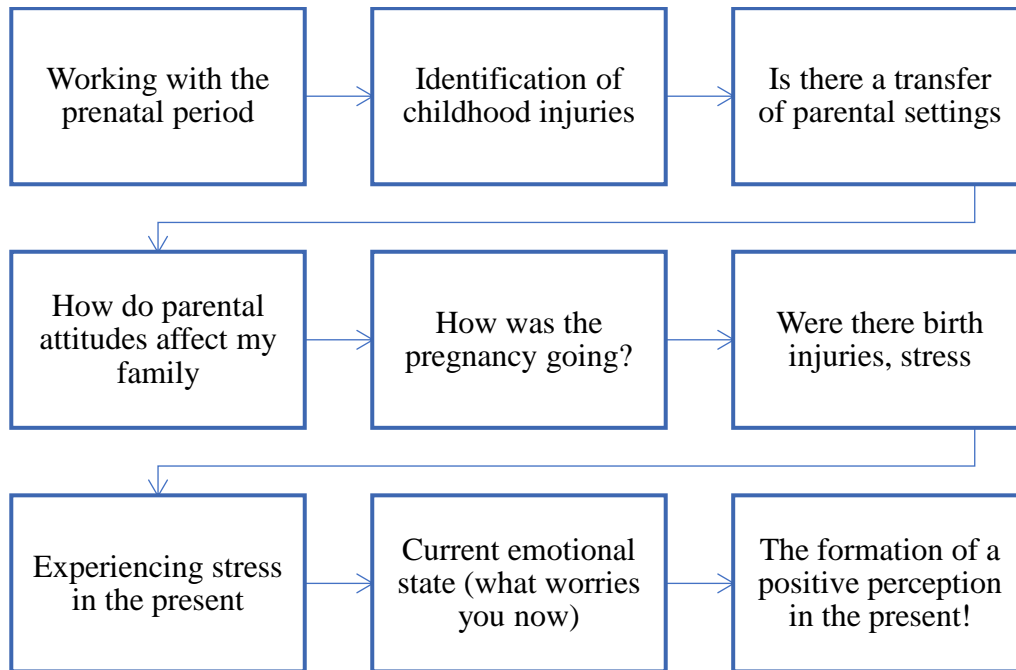 Working with the
prenatal period
Identification of
childhood injuries
Is there a transfer
of parental settings
How do parental
attitudes affect my
family
How was the
pregnancy going?
Were there birth
injuries, stress
Experiencing stress
in the present
Current emotional
state (what worries
you now)
The formation of a
positive perception
in the present!